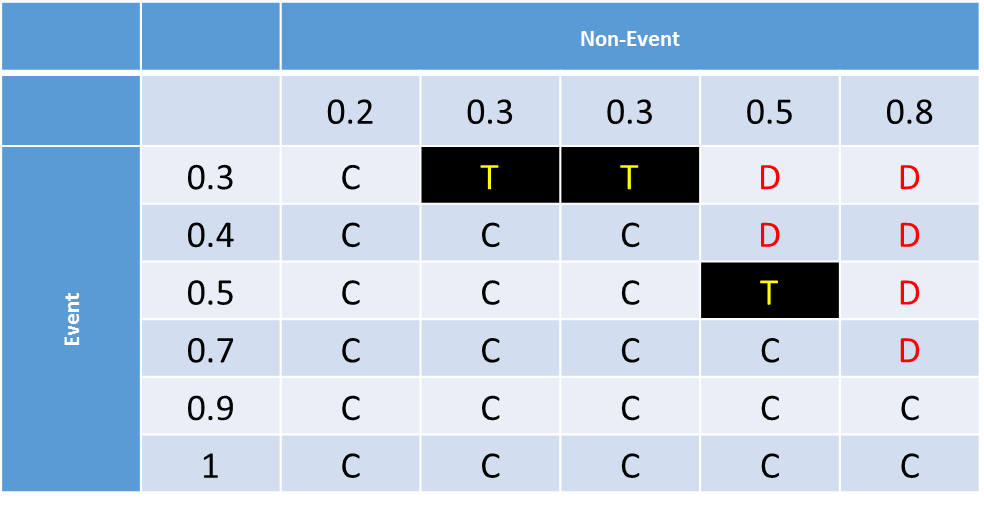 Non-Event
0.2 0.3 0.3 0.5 0.8
0.3 C T T D D
0.4 C C C D D
0.5 C C C T D
0.7 C C C C D
0.9 C C C C C
1 C C C C C
Event